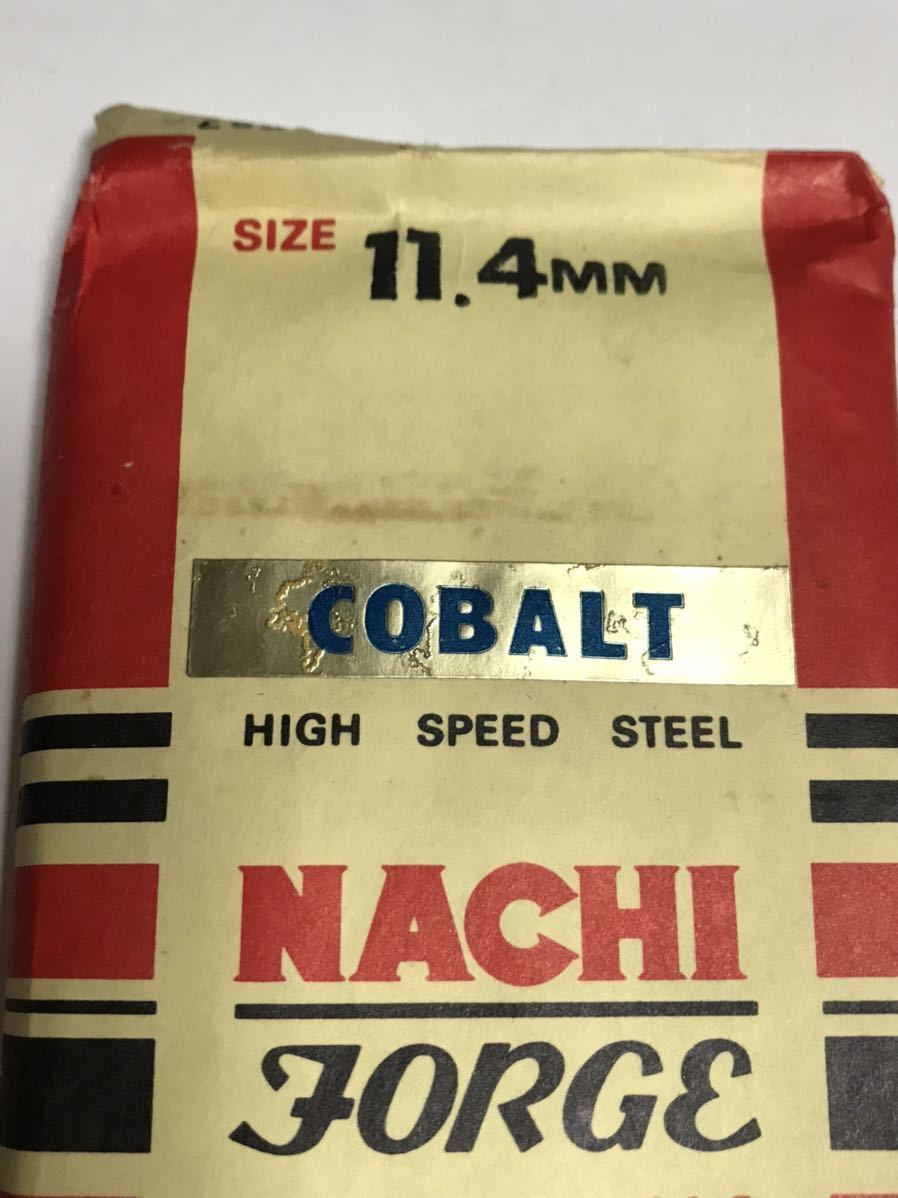 SIZE 11.4MM
COBALT
HIGH SPEED STEEL
NACHI
FORGE